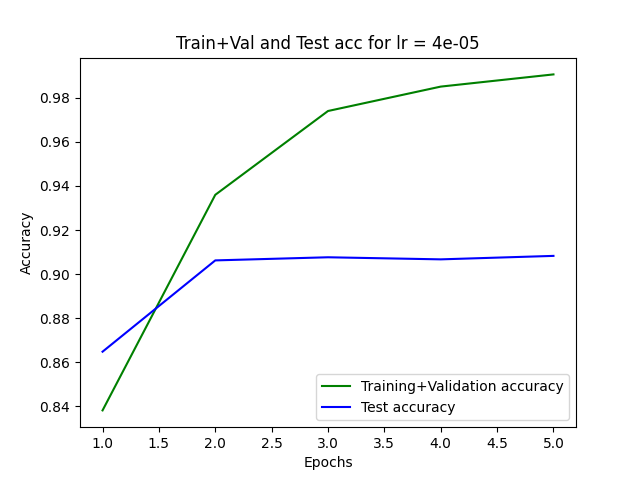 Train+Val and Test acc for lr = 4e-05
Accuracy
0.98
0.96
0.94
0.92
0.90
0.88
0.86
0.84
Training+Validation accuracy
Test accuracy
1.0 1.5 2.0 2.5 3.0 3.5 4.0 4.5 5.0
Epochs